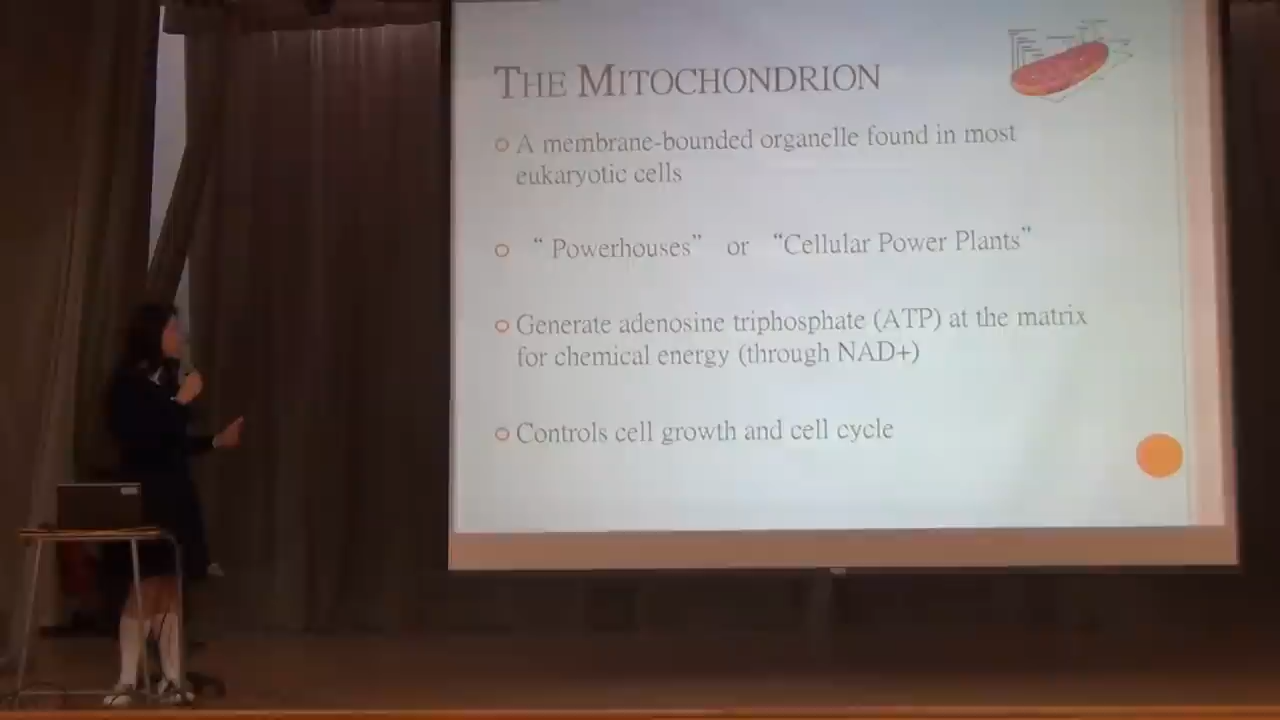 THE MITOCHONDRION
A membrane-bounded organelle found in most
eukaryotic cells
“ Powerhouses” or “Cellular Power Plants”
Generate adenosine triphosphate (ATP) at the matrix
for chemical energy (through NAD+)
Controls cell growth and cell cycle